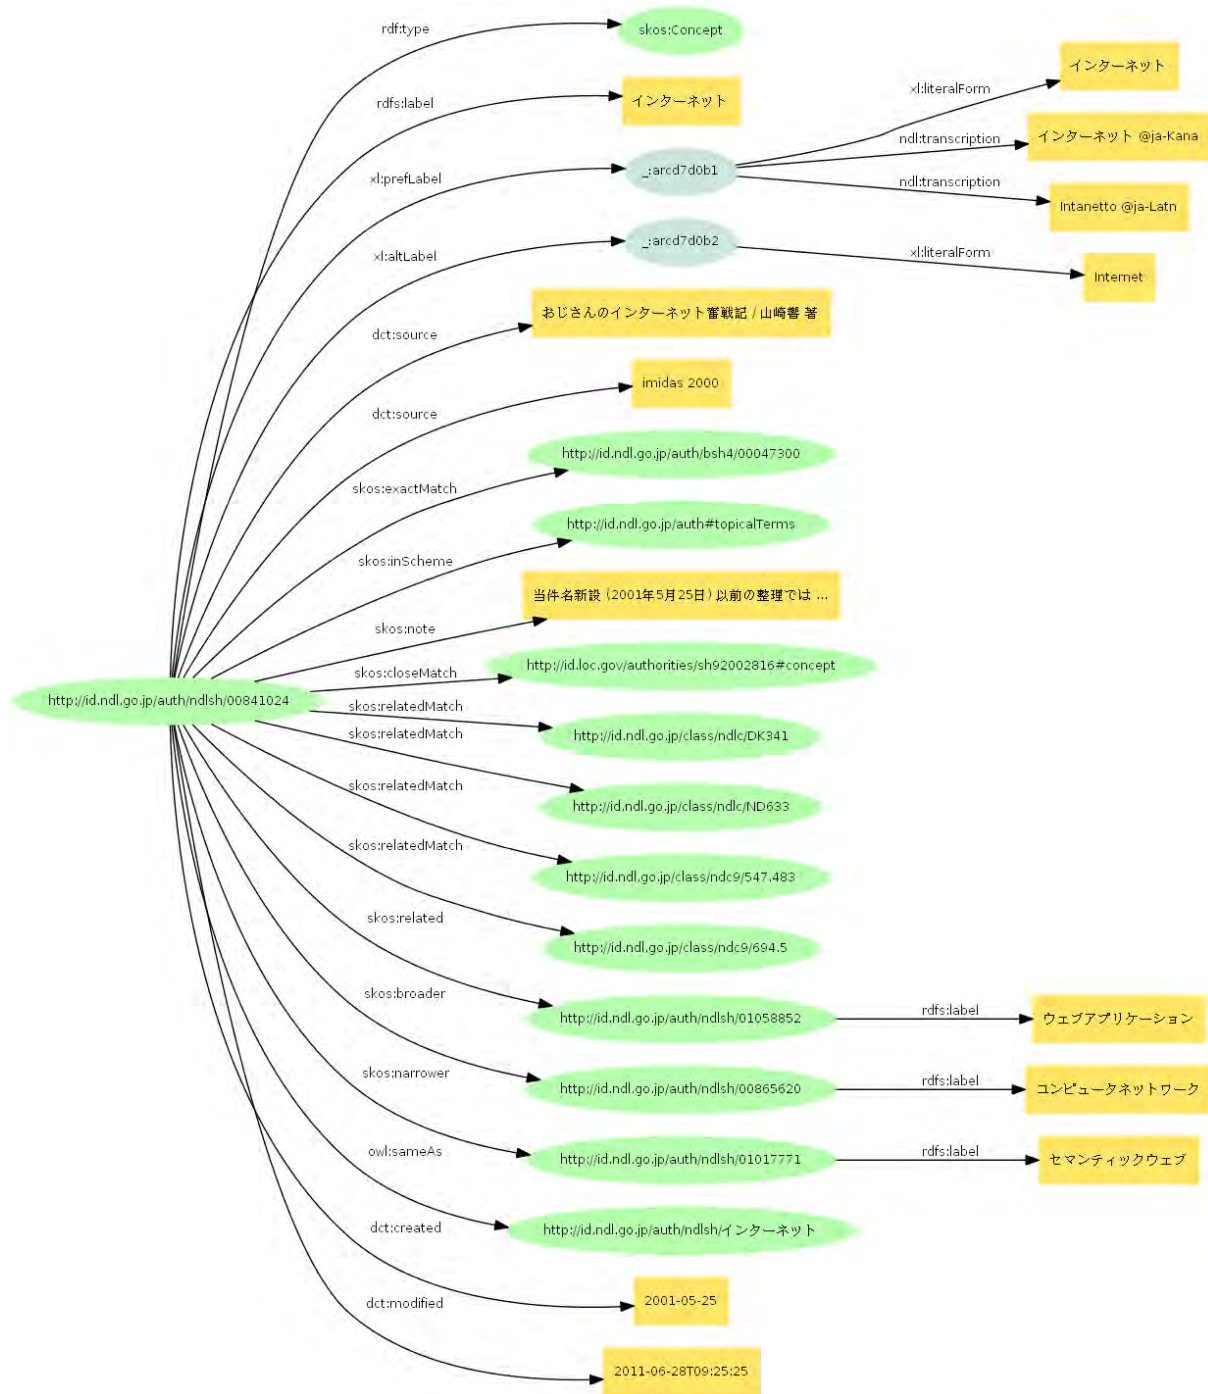 rdf:type
skos:Concept
rdfs:label
インターネット
xl:prefLabel
_:arcd7d0b1
xl:literalForm
インターネット
ndl:transcription
インターネット @ja-Kana
ndl:transcription
Intanetto @ja-Latn
xl:altLabel
_:arcd7d0b2
xl:literalForm
Internet
dct:source
おじさんのインターネット奮戦記 / 山崎響 著
dct:source
imidas 2000
skos:exactMatch
http://id.ndl.go.jp/auth/bsh4/00047300
skos:inScheme
http://id.ndl.go.jp/auth#topicalTerms
skos:note
当件名新設 (2001年5月25日) 以前の整理では ...
http://id.ndl.go.jp/auth/ndlsh/00841024
skos:closeMatch
http://id.loc.gov/authorities/sh92002816#concept
skos:relatedMatch
http://id.ndl.go.jp/class/ndlc/DK341
skos:relatedMatch
http://id.ndl.go.jp/class/ndlc/ND633
skos:relatedMatch
http://id.ndl.go.jp/class/ndc9/547.483
skos:relatedMatch
http://id.ndl.go.jp/class/ndc9/694.5
skos:related
http://id.ndl.go.jp/auth/ndlsh/01058852
rdfs:label
ウェブアプリケーション
skos:broader
http://id.ndl.go.jp/auth/ndlsh/00865620
rdfs:label
コンピュータネットワーク
skos:narrower
http://id.ndl.go.jp/auth/ndlsh/01017771
rdfs:label
セマンティックウェブ
owl:sameAs
http://id.ndl.go.jp/auth/ndlsh/インターネット
dct:created
2001-05-25
dct:modified
2011-06-28T09:25:25